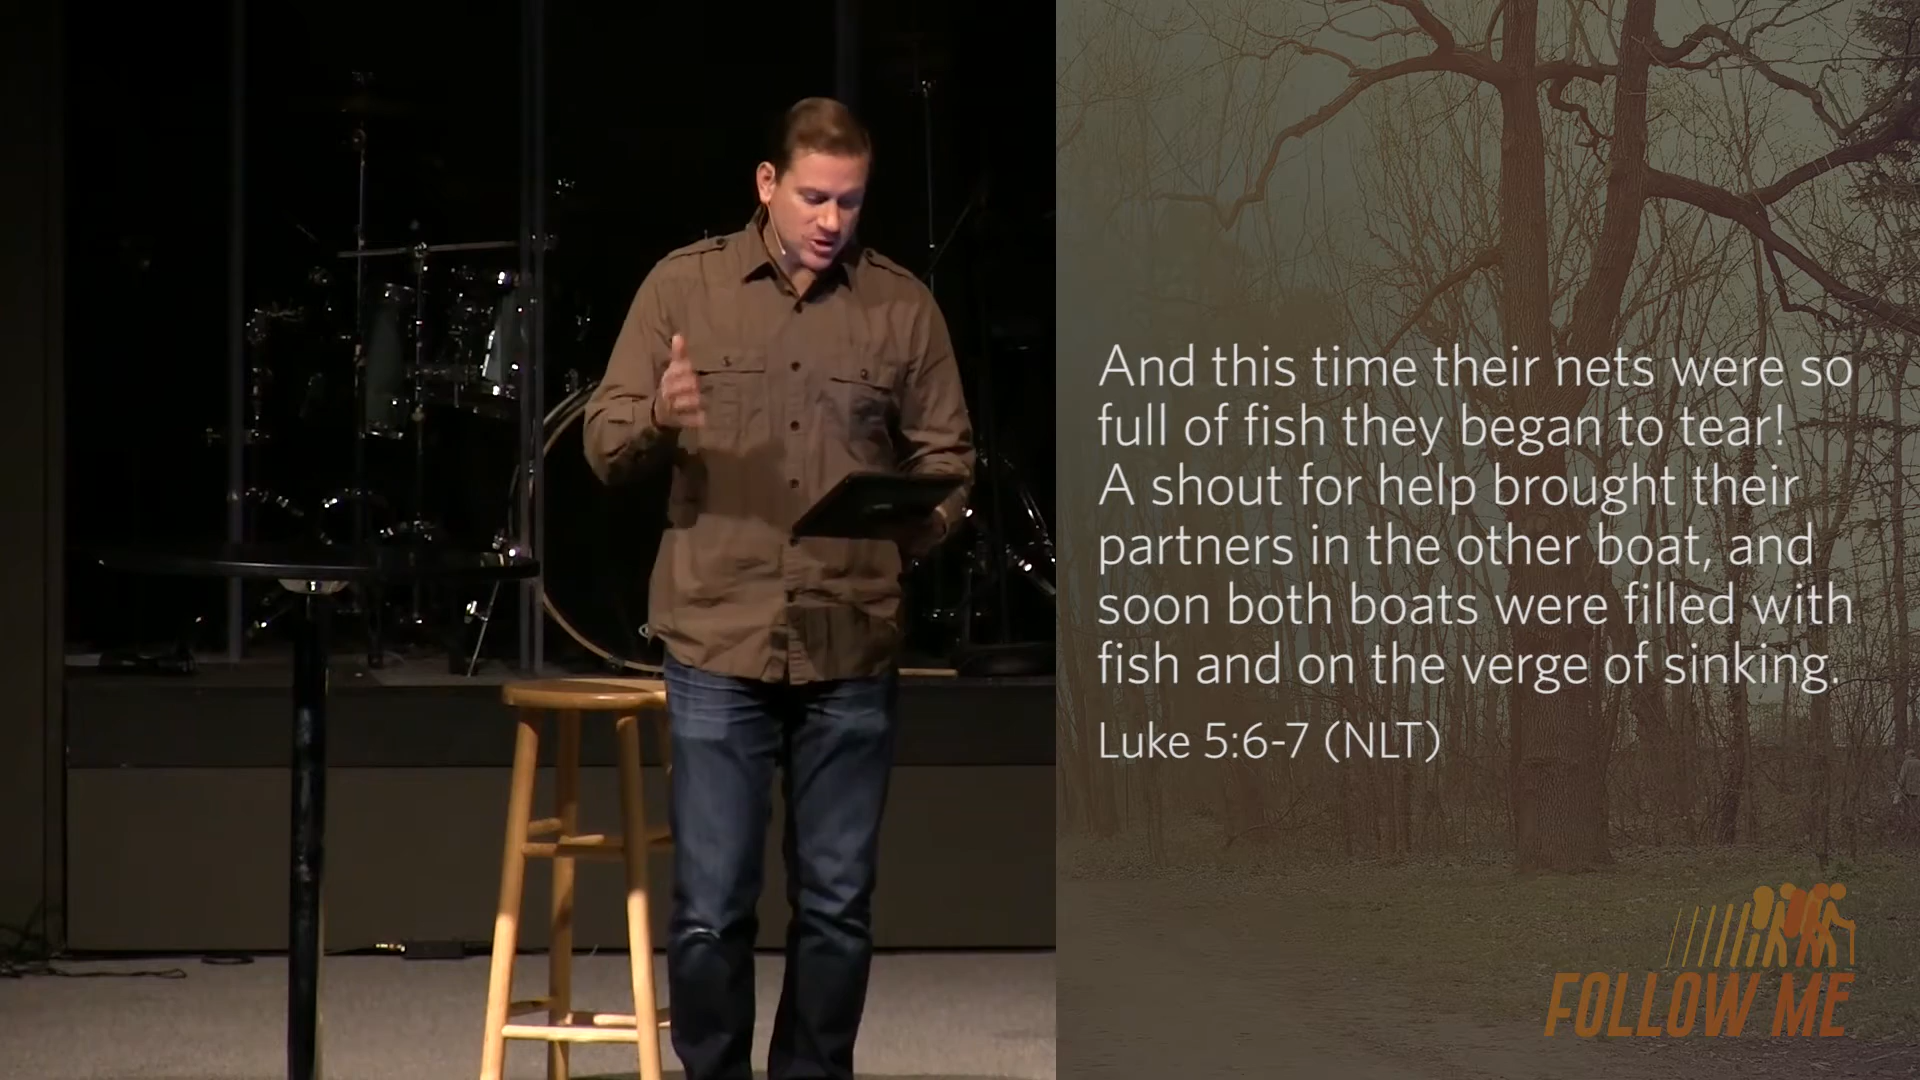 And this time their nets were so
full of fish they began to tear!
A shout for help brought their
partners in the other boat, and
soon both boats were filled with
fish and on the verge of sinking.
Luke 5:6-7 (NLT)
FOLLOW ME